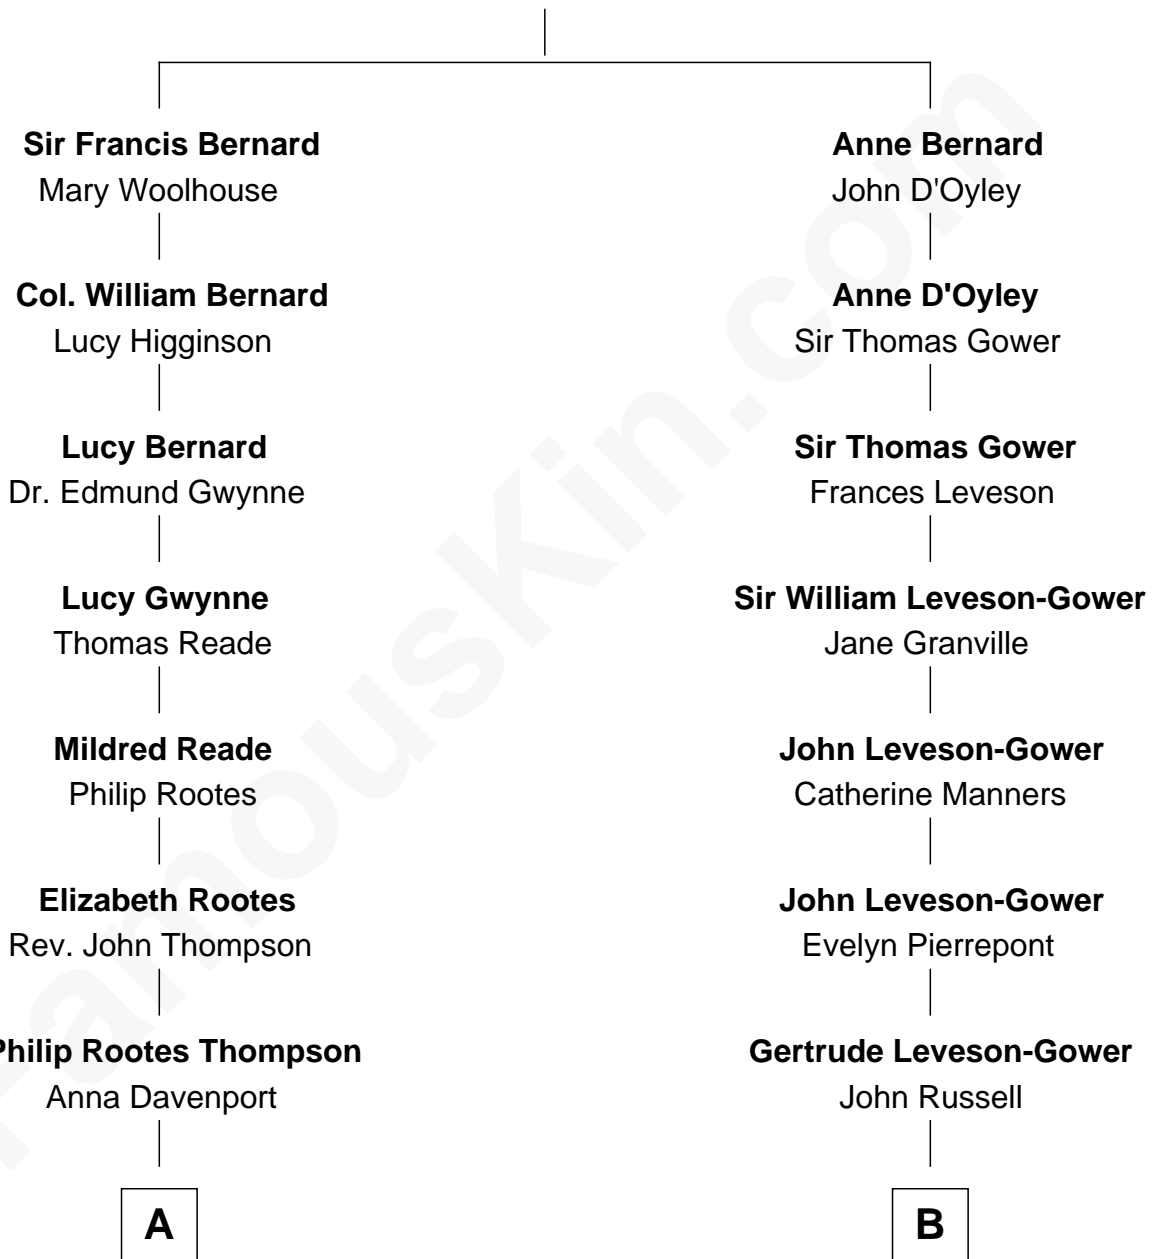 Sir Francis Bernard
Mary Woolhouse
Anne Bernard
John D'Oyley
Col. William Bernard
Lucy Higginson
Anne D'Oyley
Sir Thomas Gower
Lucy Bernard
Dr. Edmund Gwynne
Sir Thomas Gower
Frances Leveson
Lucy Gwynne
Thomas Reade
Sir William Leveson-Gower
Jane Granville
Mildred Reade
Philip Rootes
John Leveson-Gower
Catherine Manners
Elizabeth Rootes
Rev. John Thompson
John Leveson-Gower
Evelyn Pierrepont
Philip Rootes Thompson
Anna Davenport
Gertrude Leveson-Gower
John Russell
A
B
FamousKin.com